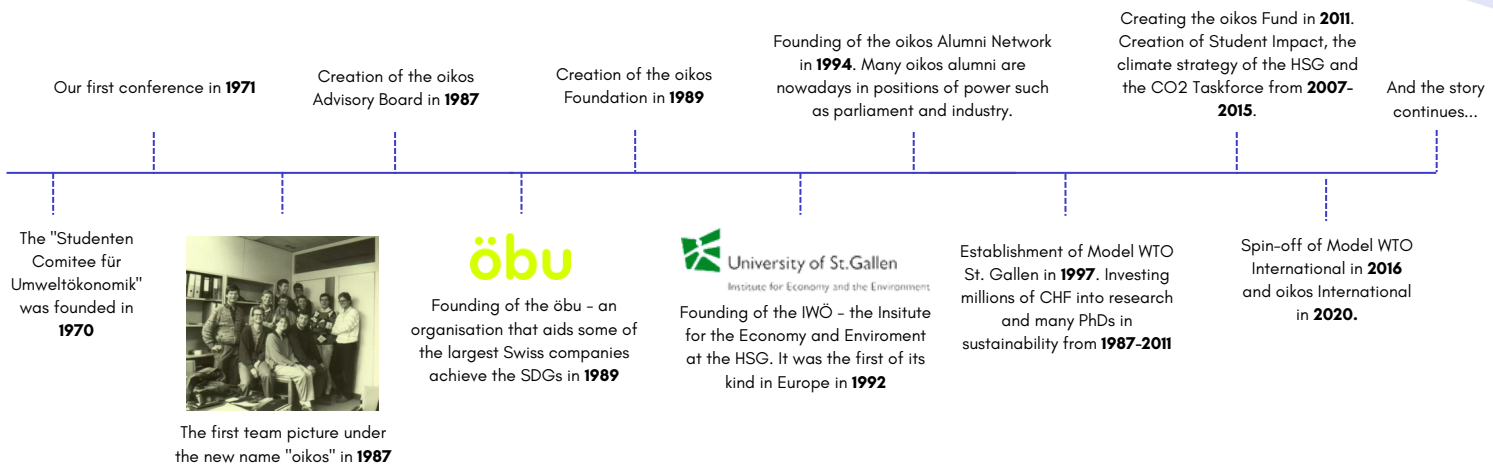 Our first conference in 1971
Creation of the oikos
Advisory Board in 1987
Creation of the oikos
Foundation in 1989
Founding of the oikos Alumni Network
in 1994. Many oikos alumni are
nowadays in positions of power such
as parliament and industry.
Creating the oikos Fund in 2011.
Creation of Student Impact, the
climate strategy of the HSG and
the CO2 Taskforce from 2007-
2015.
And the story
continues...
The "Studenten
Comitee für
Umweltökonomik"
was founded in
1970
The first team picture under
the new name "oikos" in 1987
öbu
Founding of the öbu - an
organisation that aids some of
the largest Swiss companies
achieve the SDGs in 1989
University of St.Gallen
Institute for Economy and the Environment
Founding of the IWÖ - the Insitute
for the Economy and Enviroment
at the HSG. It was the first of its
kind in Europe in 1992
Establishment of Model WTO
St. Gallen in 1997. Investing
millions of CHF into research
and many PhDs in
sustainability from 1987-2011
Spin-off of Model WTO
International in 2016
and oikos International
in 2020.